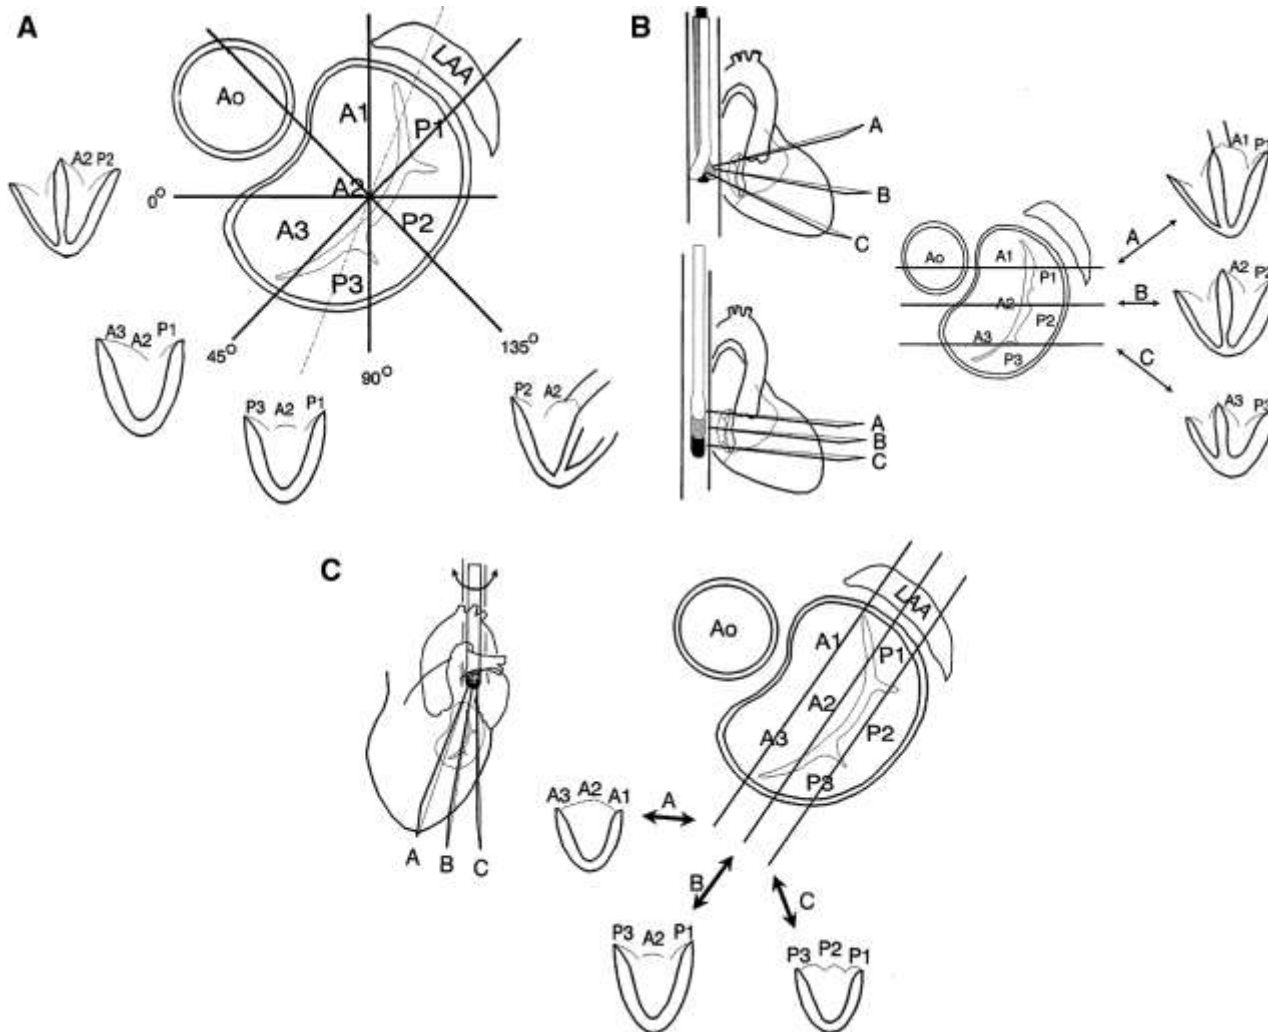 A
Ao
LAA
A1
P1
A2
A3
P2
P3
0°
45°
90°
135°
A2 P2
A3 A2 P1
P3 A2 P1
P2 A2
B
A
B
C
A
B
C
Ao
A1
P1
A2
P2
A3
P3
A
B
C
A1 P1
A2 P2
A3 P3
C
A B C
Ao
LAA
A1
P1
A2
P2
A3
P3
A3 A2 A1
A
B
C
P3 A2 P1
P3 P2 P1